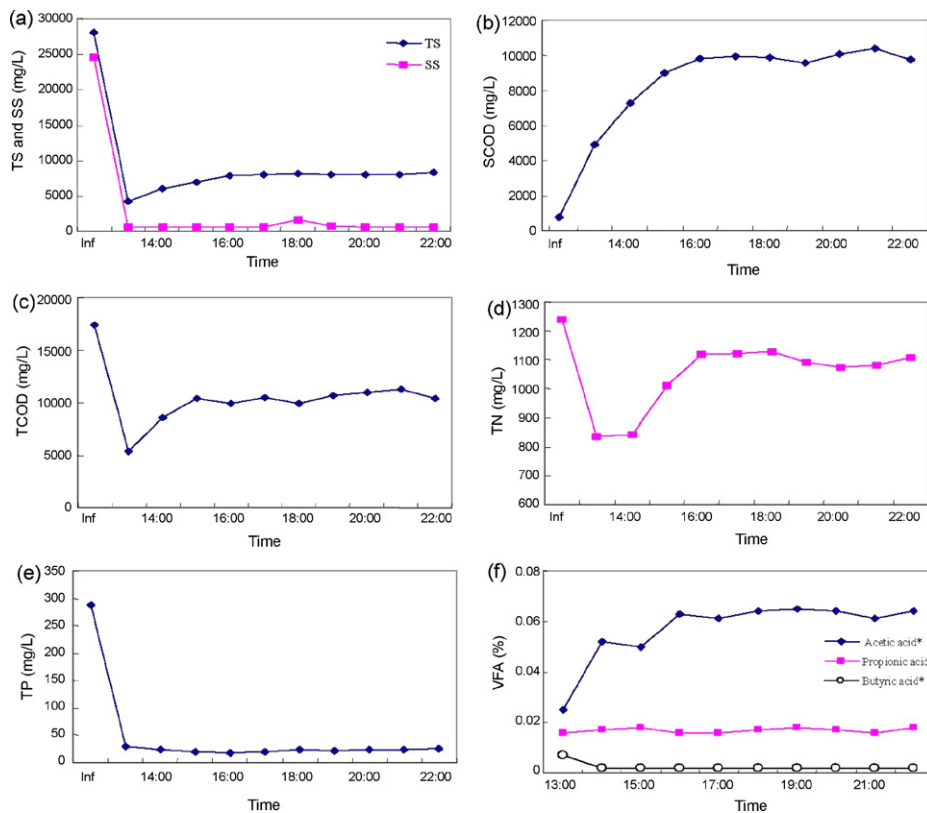 (a)
30000
25000
20000
15000
10000
5000
0
TS and SS (mg/L)
TS
SS
Inf 14:00 16:00 18:00 20:00 22:00
Time
(b)
12000
10000
8000
6000
4000
2000
0
SCOD (mg/L)
Inf 14:00 16:00 18:00 20:00 22:00
Time
(c)
20000
15000
10000
5000
0
TCOD (mg/L)
Inf 14:00 16:00 18:00 20:00 22:00
Time
(d)
1300
1200
1100
1000
900
800
700
600
TN (mg/L)
Inf 14:00 16:00 18:00 20:00 22:00
Time
(e)
350
300
250
200
150
100
50
0
TP (mg/L)
Inf 14:00 16:00 18:00 20:00 22:00
Time
(f)
0.08
0.06
0.04
0.02
0
VFA (%)
Acetic acid*
Propionic acid
Butyric acid*
13:00 15:00 17:00 19:00 21:00
Time